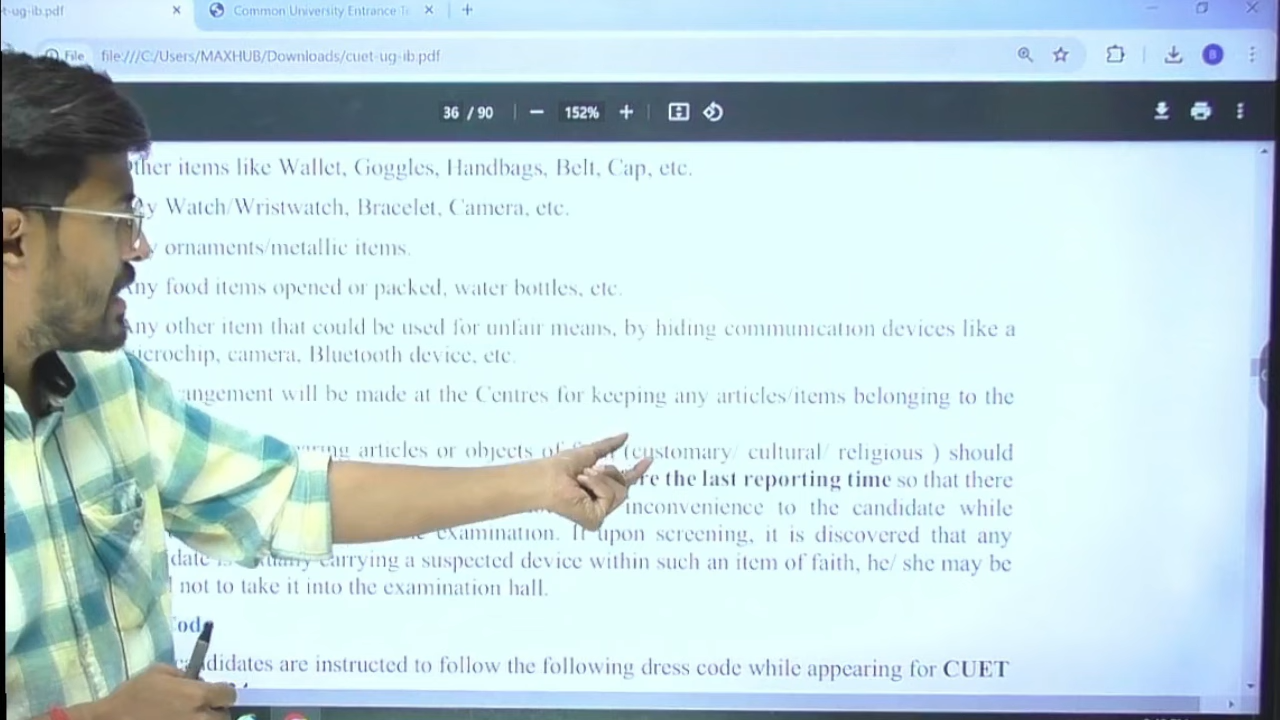 t-ug-ib.pdf
Common University Entrance Te
File file:///C:/Users/MAXHUB/Downloads/cuet-ug-ib.pdf
B
36 / 90
152%
ther items like Wallet, Goggles, Handbags, Belt, Cap, etc.
y Watch/Wristwatch, Bracelet, Camera, etc.
y ornaments/metallic items.
ny food items opened or packed, water bottles, etc.
Any other item that could be used for unfair means, by hiding communication devices like a
icrochip, camera, Bluetooth device, etc.
angement will be made at the Centres for keeping any articles/items belonging to the
articles or objects of (customary/ cultural/ religious ) should
re the last reporting time so that there
inconvenience to the candidate while
examination. If upon screening, it is discovered that any
carrying a suspected device within such an item of faith, he/ she may be
not to take it into the examination hall.
ode
didates are instructed to follow the following dress code while appearing for CUET